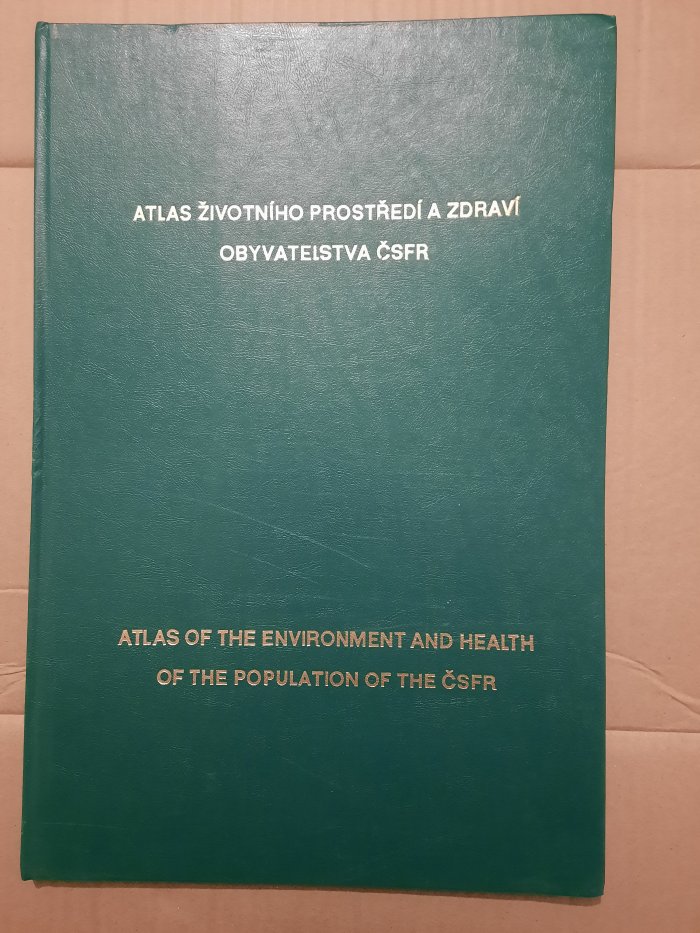 ATLAS ŽIVOTNÍHO PROSTŘEDÍ A ZDRAVÍ
OBYVATELSTVA ČSFR
ATLAS OF THE ENVIRONMENT AND HEALTH
OF THE POPULATION OF THE ČSFR